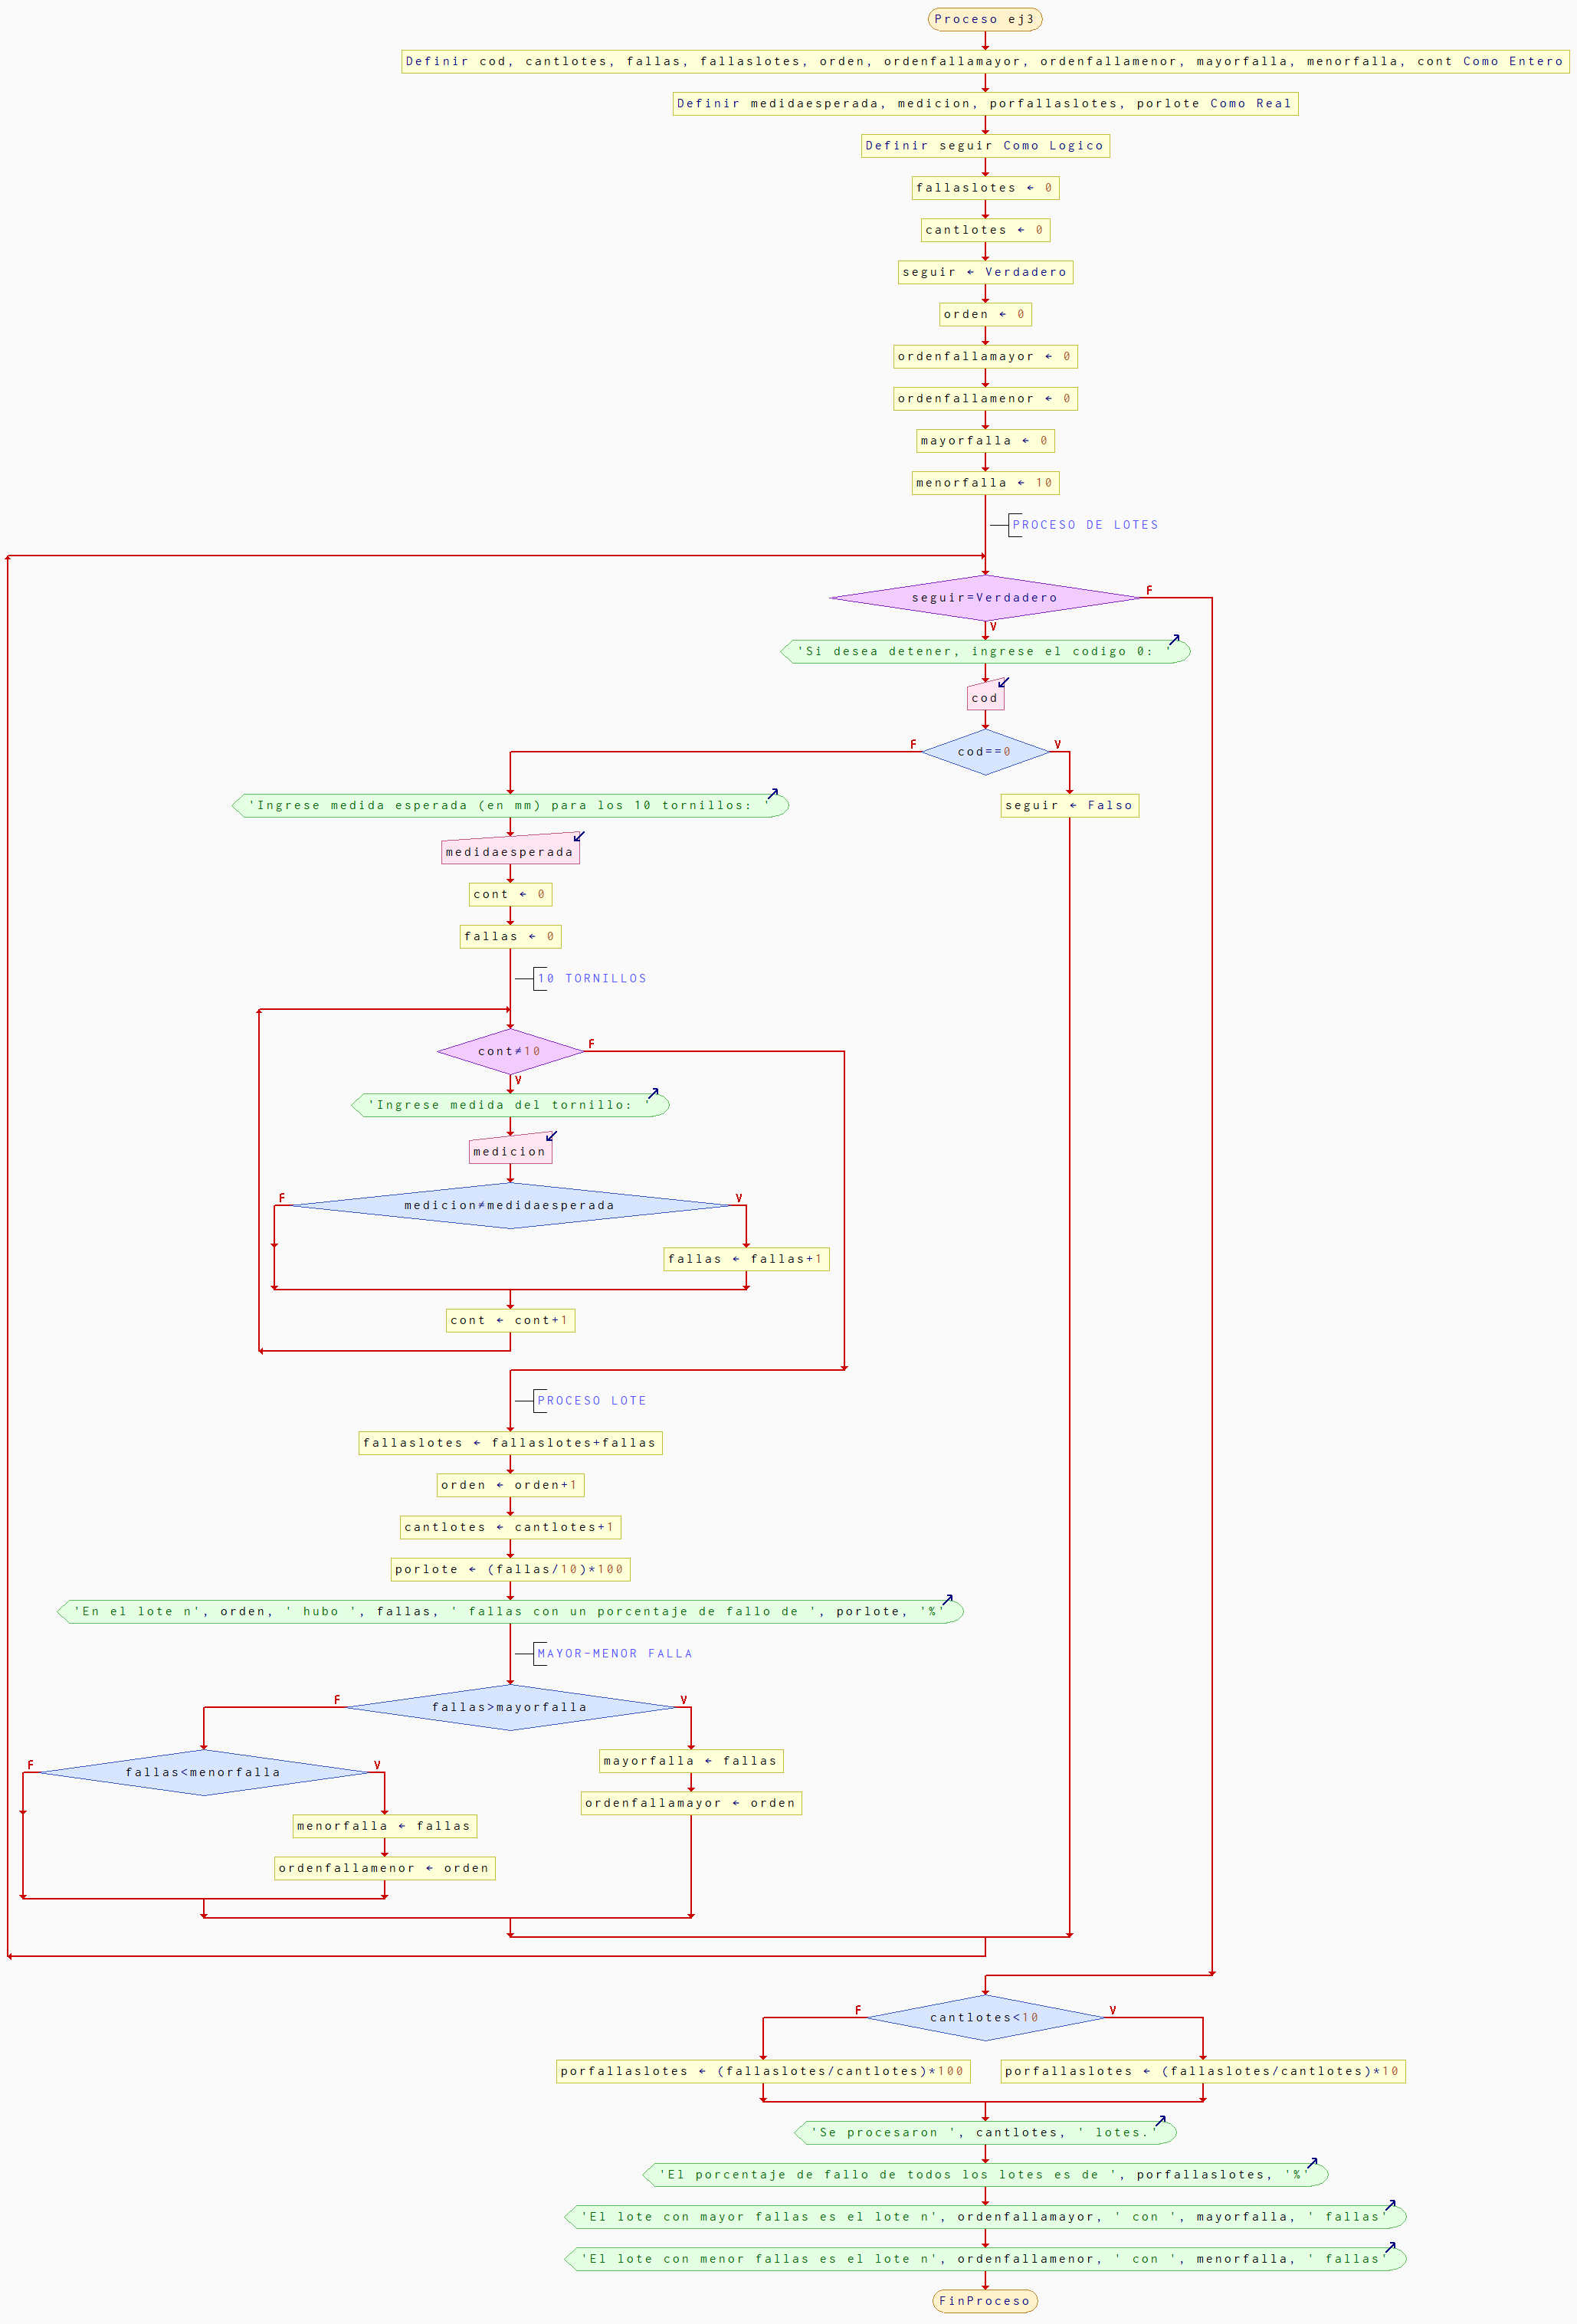 Proceso ej3
Definir cod, cantlotes, fallas, fallaslotes, orden, ordenfallamayor, ordenfallamenor, mayorfalla, menorfalla, cont Como Entero
Definir medidaesperada, medicion, porfallaslotes, porlote Como Real
Definir seguir Como Logico
fallaslotes ← 0
cantlotes ← 0
seguir ← Verdadero
orden ← 0
ordenfallamayor ← 0
ordenfallamenor ← 0
mayorfalla ← 0
menorfalla ← 10
PROCESO DE LOTES
seguir=Verdadero
F
V
'Si desea detener, ingrese el codigo 0: '
cod
cod==0
F
V
'Ingrese medida esperada (en mm) para los 10 tornillos: '
seguir ← Falso
medidaesperada
cont ← 0
fallas ← 0
10 TORNILLOS
cont≠10
F
V
'Ingrese medida del tornillo: '
medicion
medicion≠medidaesperada
F
V
fallas ← fallas+1
cont ← cont+1
PROCESO LOTE
fallaslotes ← fallaslotes+fallas
orden ← orden+1
cantlotes ← cantlotes+1
porlote ← (fallas/10)*100
'En el lote n', orden, ' hubo ', fallas, ' fallas con un porcentaje de fallo de ', porlote, '%'
MAYOR-MENOR FALLA
fallas>mayorfalla
F
V
fallas<menorfalla
F
V
mayorfalla ← fallas
ordenfallamayor ← orden
menorfalla ← fallas
ordenfallamenor ← orden
cantlotes<10
F
V
porfallaslotes ← (fallaslotes/cantlotes)*100
porfallaslotes ← (fallaslotes/cantlotes)*10
'Se procesaron ', cantlotes, ' lotes.'
'El porcentaje de fallo de todos los lotes es de ', porfallaslotes, '%'
'El lote con mayor fallas es el lote n', ordenfallamayor, ' con ', mayorfalla, ' fallas'
'El lote con menor fallas es el lote n', ordenfallamenor, ' con ', menorfalla, ' fallas'
FinProceso